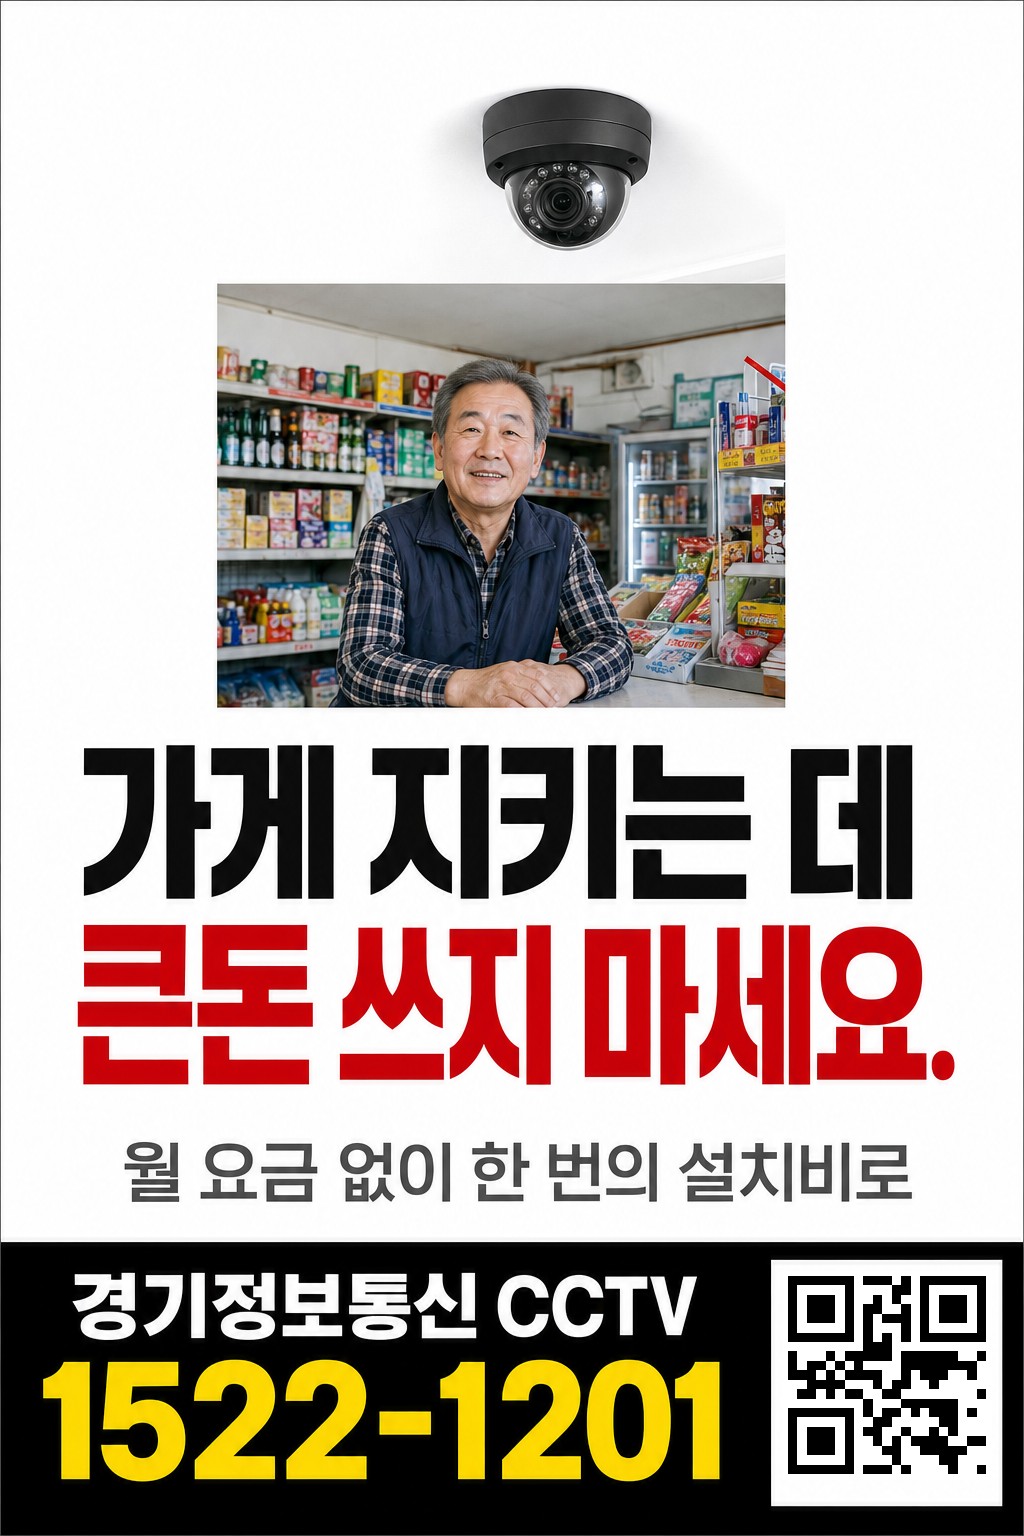 가게 지키는 데
큰돈 쓰지 마세요.
월 요금 없이 한 번의 설치비로
경기정보통신 CCTV
1522-1201